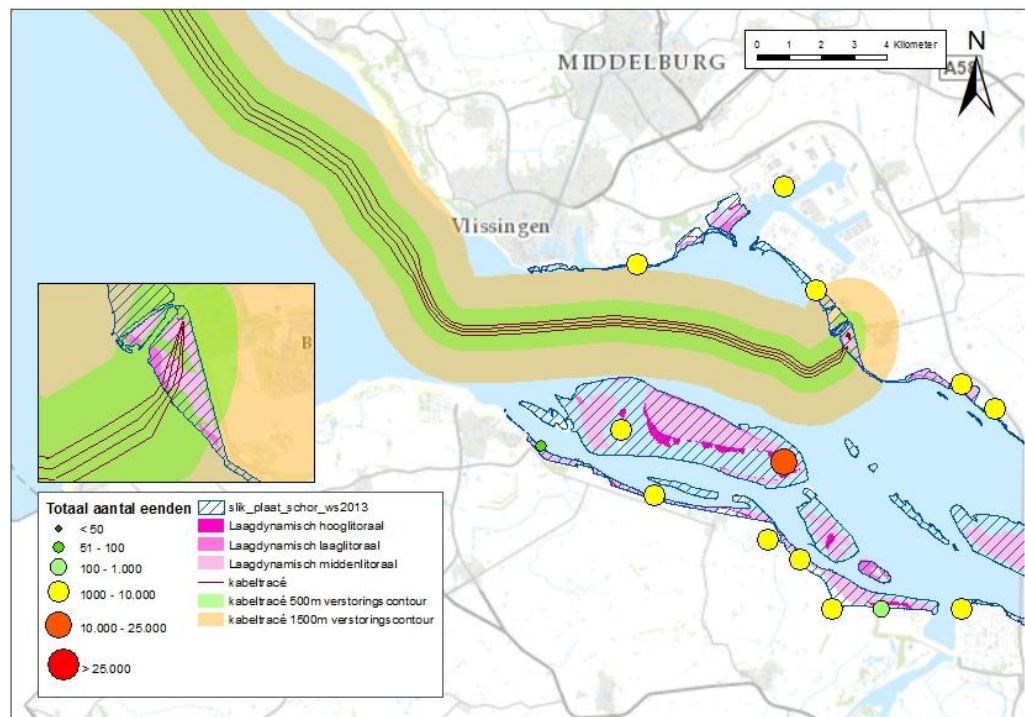 0 1 2 3 4 Kilometer
N
MIDDELBURG
A58
Vlissingen
B
Totaal aantal eenden
< 50
51 - 100
100 - 1.000
1000 - 10.000
10.000 - 25.000
> 25.000
slik_plaat_schor_ws2013
Laagdynamisch hooglitoraal
Laagdynamisch laaglitoraal
Laagdynamisch middenlitoraal
kabeltracé
kabeltracé 500m verstorings contour
kabeltracé 1500m verstoringscontour